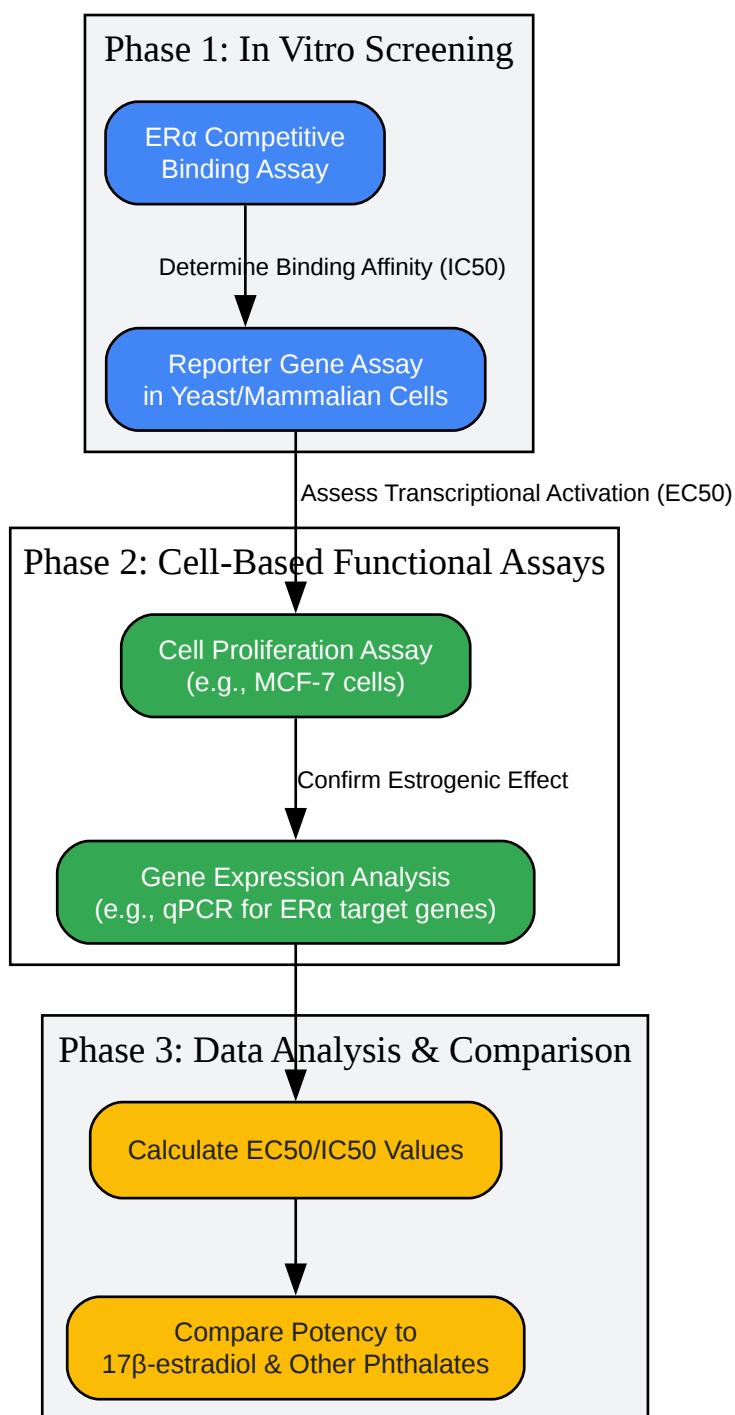 Phase 1: In Vitro Screening
ERα Competitive
Binding Assay
Determine Binding Affinity (IC50)
Reporter Gene Assay
in Yeast/Mammalian Cells
Assess Transcriptional Activation (EC50)
Phase 2: Cell-Based Functional Assays
Cell Proliferation Assay
(e.g., MCF-7 cells)
Confirm Estrogenic Effect
Gene Expression Analysis
(e.g., qPCR for ERα target genes)
Phase 3: Data Analysis & Comparison
Calculate EC50/IC50 Values
Compare Potency to
17β-estradiol & Other Phthalates